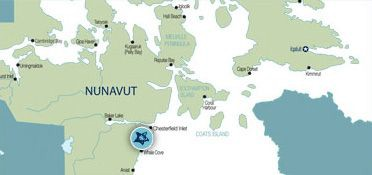 Igloolik
Hall Beach
Taloyoak
Cambridge Bay
Gjoa Haven
Kugaaruk
(Pelly Bay)
MELVILLE
PENINSULA
Iqaluit
Umingmaktok
Repulse Bay
Cape Dorset
Kimmirut
NUNAVUT
SOUTHAMPTON
ISLAND
Coral
Harbour
Baker Lake
Chesterfield Inlet
COATS ISLAND
Whale Cove
Arviat